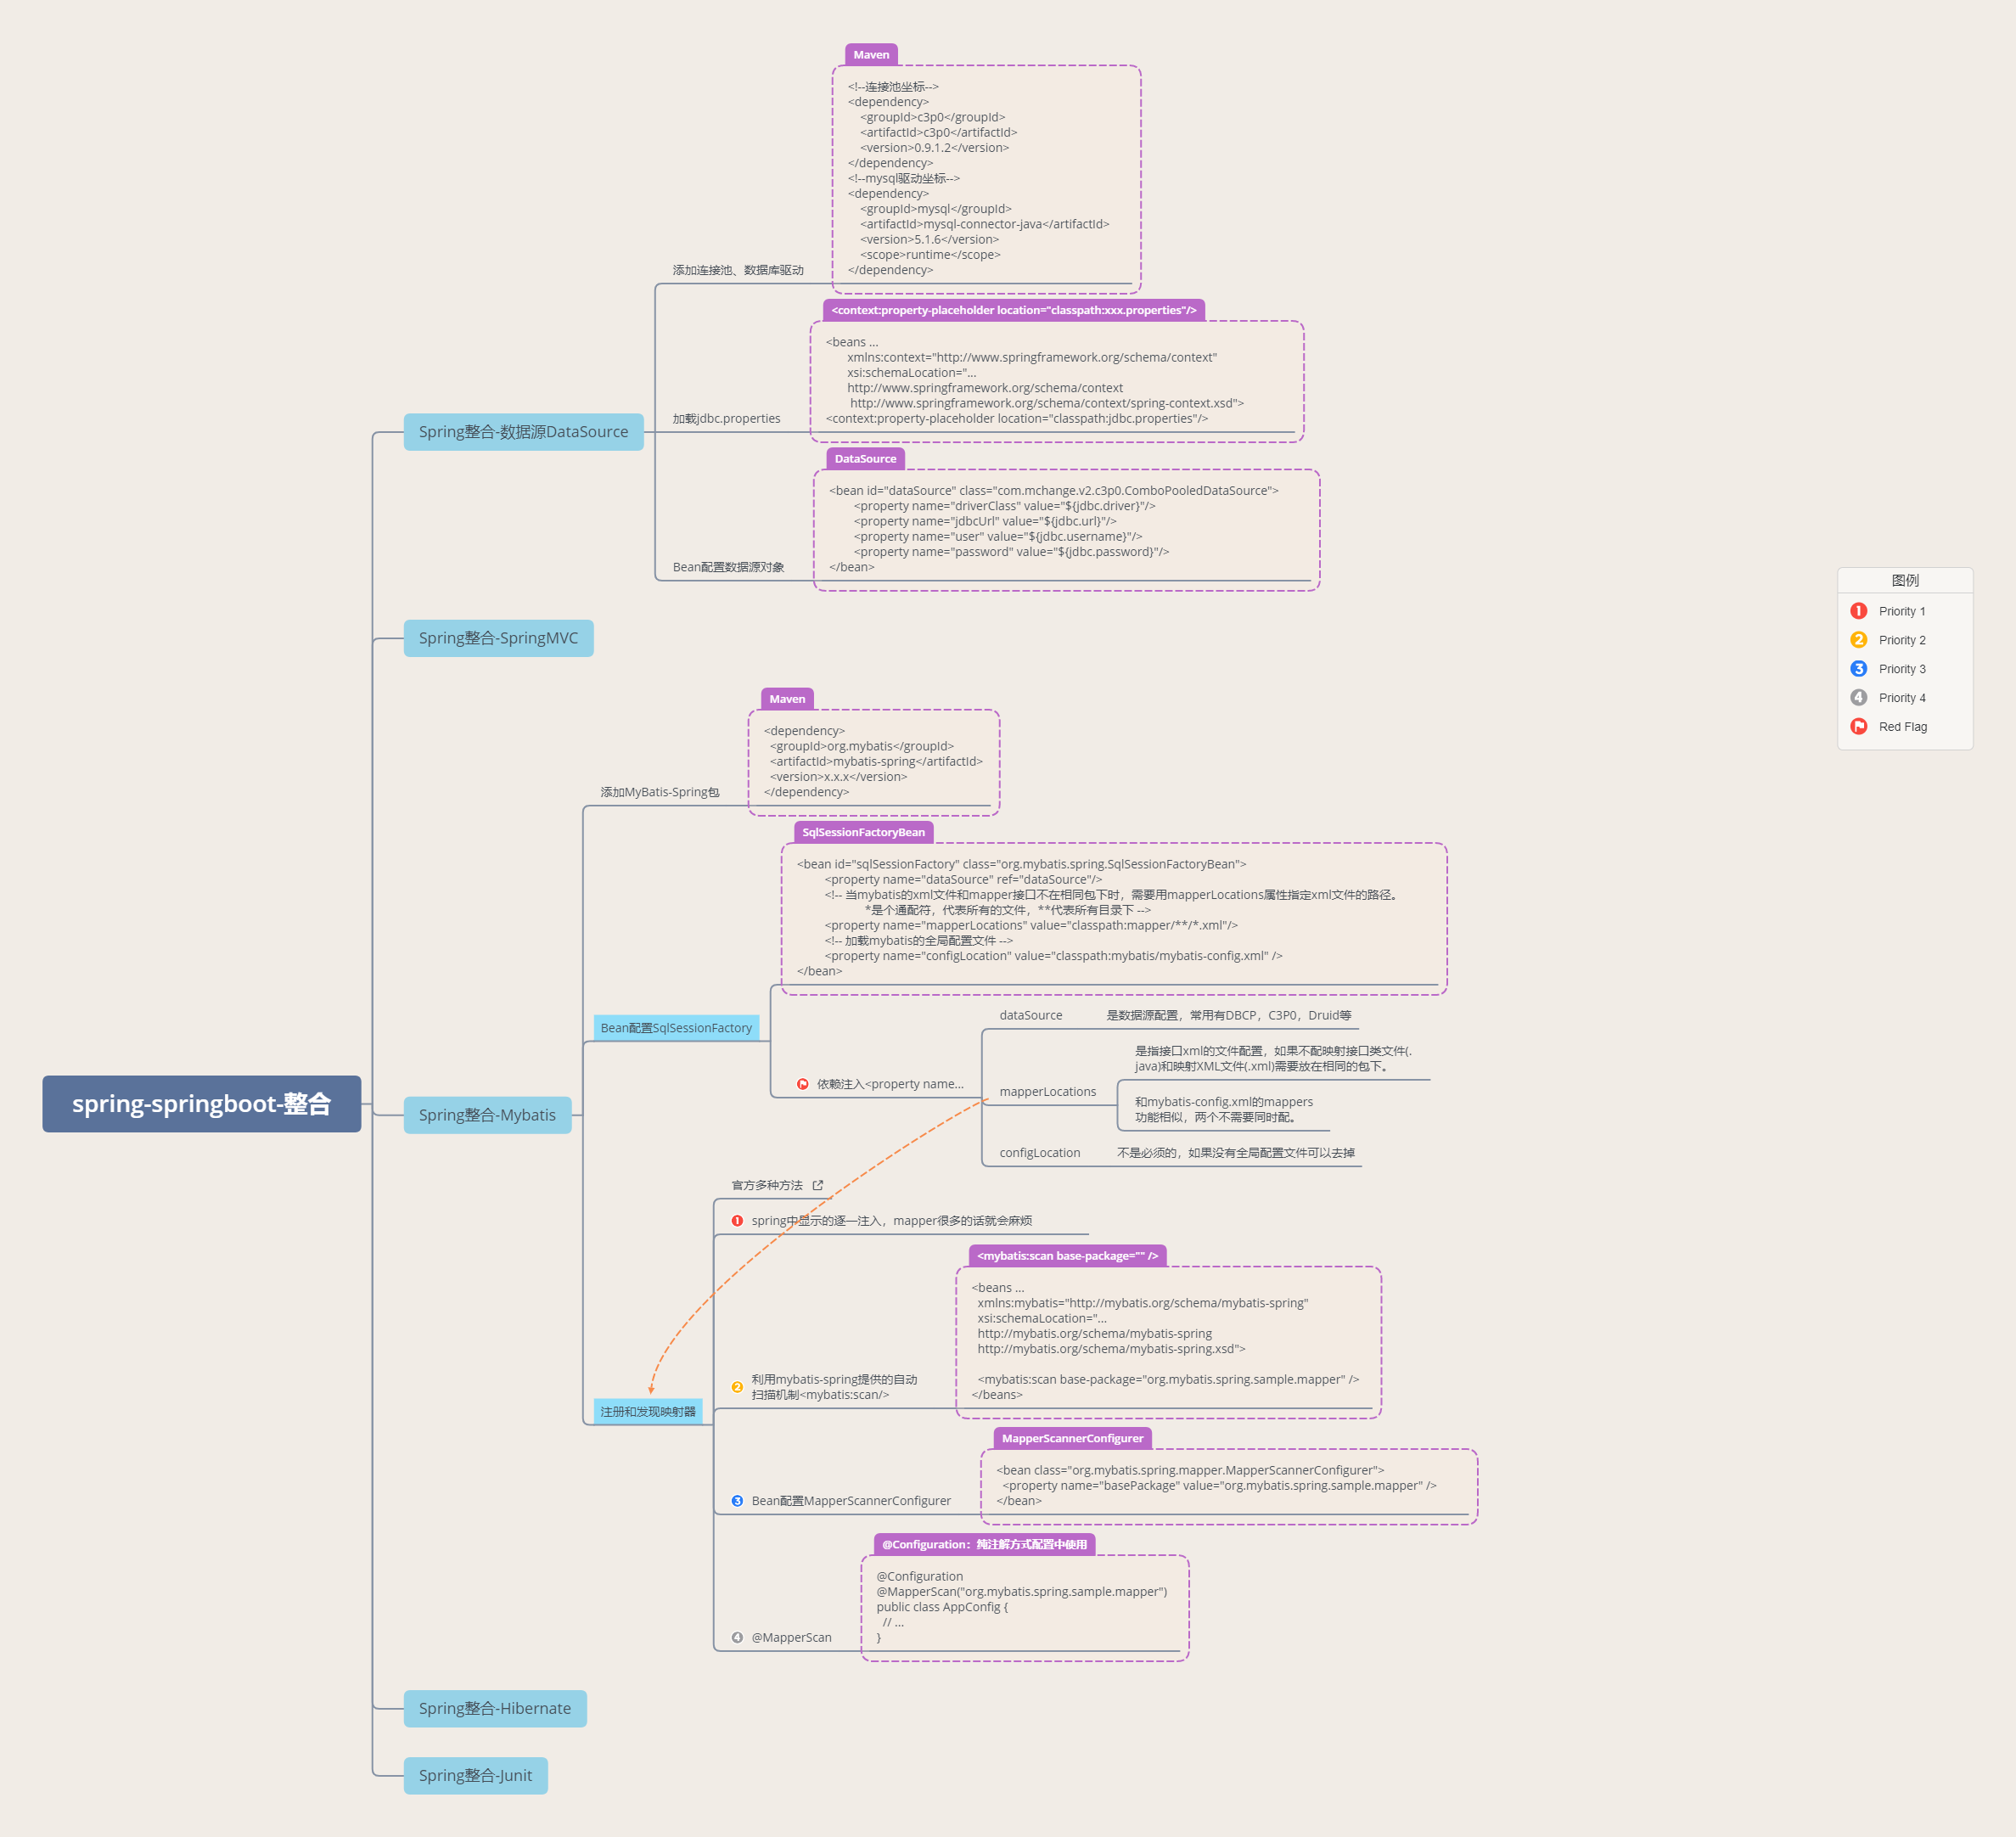 spring-springboot-整合
Spring整合-数据源DataSource
添加连接池、数据库驱动
Maven
<!--连接池坐标-->
<dependency>
    <groupId>c3p0</groupId>
    <artifactId>c3p0</artifactId>
    <version>0.9.1.2</version>
</dependency>
<!--mysql驱动坐标-->
<dependency>
    <groupId>mysql</groupId>
    <artifactId>mysql-connector-java</artifactId>
    <version>5.1.6</version>
    <scope>runtime</scope>
</dependency>
加载jdbc.properties
<context:property-placeholder location="classpath:xxx.properties"/>
<beans ...
xmlns:context="http://www.springframework.org/schema/context"
xsi:schemaLocation="...
http://www.springframework.org/schema/context
http://www.springframework.org/schema/context/spring-context.xsd">
<context:property-placeholder location="classpath:jdbc.properties"/>
Bean配置数据源对象
DataSource
<bean id="dataSource" class="com.mchange.v2.c3p0.ComboPooledDataSource">
<property name="driverClass" value="${jdbc.driver}"/>
<property name="jdbcUrl" value="${jdbc.url}"/>
<property name="user" value="${jdbc.username}"/>
<property name="password" value="${jdbc.password}"/>
</bean>
Spring整合-SpringMVC
Spring整合-Mybatis
添加MyBatis-Spring包
Maven
<dependency>
  <groupId>org.mybatis</groupId>
  <artifactId>mybatis-spring</artifactId>
  <version>x.x.x</version>
</dependency>
Bean配置SqlSessionFactory
SqlSessionFactoryBean
<bean id="sqlSessionFactory" class="org.mybatis.spring.SqlSessionFactoryBean">
<property name="dataSource" ref="dataSource"/>
<!-- 当mybatis的xml文件和mapper接口不在相同包下时，需要用mapperLocations属性指定xml文件的路径。
*是个通配符，代表所有的文件，**代表所有目录下 -->
<property name="mapperLocations" value="classpath:mapper/**/*.xml"/>
<!-- 加载mybatis的全局配置文件 -->
<property name="configLocation" value="classpath:mybatis/mybatis-config.xml" />
</bean>
依赖注入<property name...
dataSource
是数据源配置，常用有DBCP，C3P0，Druid等
mapperLocations
是指接口xml的文件配置，如果不配映射接口类文件(.
java)和映射XML文件(.xml)需要放在相同的包下。
和mybatis-config.xml的mappers
功能相似，两个不需要同时配。
configLocation
不是必须的，如果没有全局配置文件可以去掉
注册和发现映射器
官方多种方法
1 spring中显示的逐一注入，mapper很多的话就会麻烦
2 利用mybatis-spring提供的自动
扫描机制<mybatis:scan/>
<mybatis:scan base-package="" />
<beans ...
  xmlns:mybatis="http://mybatis.org/schema/mybatis-spring"
  xsi:schemaLocation="...
  http://mybatis.org/schema/mybatis-spring
  http://mybatis.org/schema/mybatis-spring.xsd">
  <mybatis:scan base-package="org.mybatis.spring.sample.mapper" />
</beans>
3 Bean配置MapperScannerConfigurer
MapperScannerConfigurer
<bean class="org.mybatis.spring.mapper.MapperScannerConfigurer">
  <property name="basePackage" value="org.mybatis.spring.sample.mapper" />
</bean>
4 @MapperScan
@Configuration：纯注解方式配置中使用
@Configuration
@MapperScan("org.mybatis.spring.sample.mapper")
public class AppConfig {
  // ...
}
Spring整合-Hibernate
Spring整合-Junit
图例
1 Priority 1
2 Priority 2
3 Priority 3
4 Priority 4
Red Flag